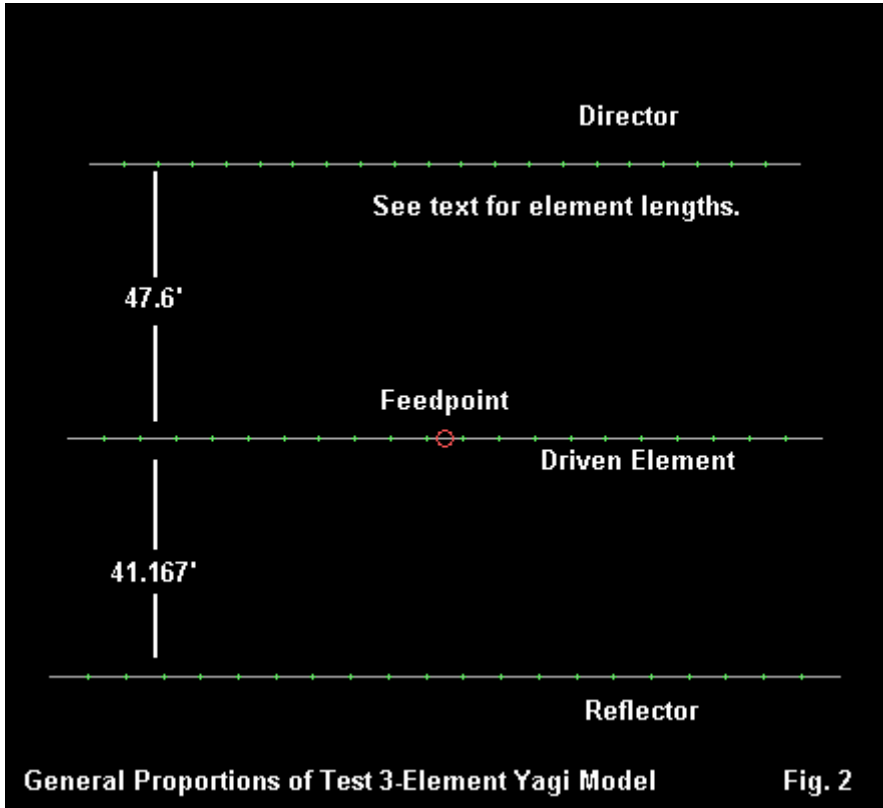 Director
See text for element lengths.
47.6'
Feedpoint
Driven Element
41.167'
Reflector
General Proportions of Test 3-Element Yagi Model Fig. 2